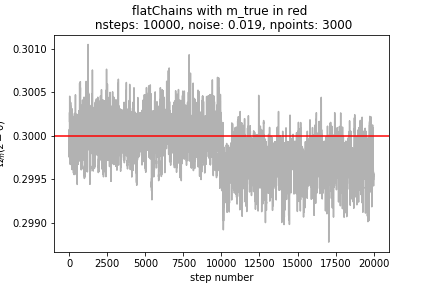 flatChains with m_true in red
nsteps: 10000, noise: 0.019, npoints: 3000
0.3010
0.3005
0.3000
0.2995
0.2990
0 2500 5000 7500 10000 12500 15000 17500 20000
step number